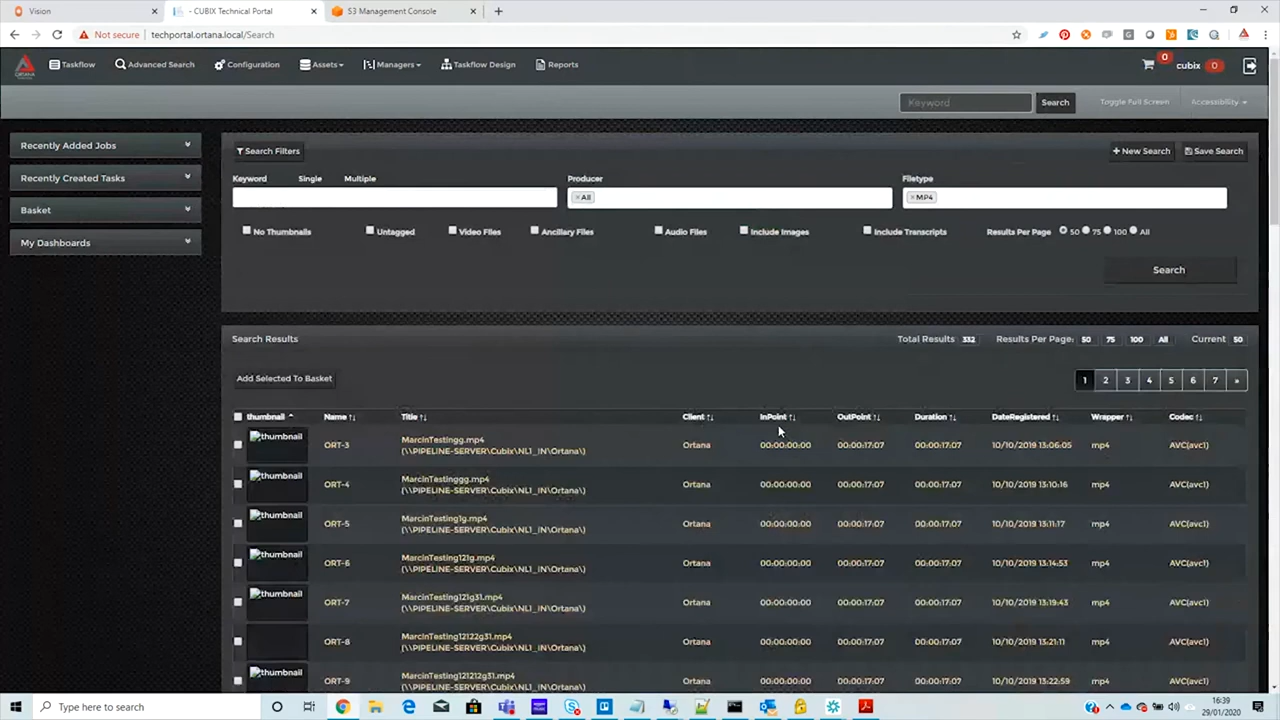 Vision
- CUBIX Technical Portal
S3 Management Console
Not secure | techportal.ortana.local/Search
ORTANA
Taskflow
Advanced Search
Configuration
Assets
Managers
Taskflow Design
Reports
0
cubix 0
Keyword
Search
Toggle Full Screen
Accessibility
Recently Added Jobs
Recently Created Tasks
Basket
My Dashboards
Search Filters
+ New Search
Save Search
Keyword Single Multiple
Producer
Filetype
×All
×MP4
No Thumbnails
Untagged
Video Files
Ancillary Files
Audio Files
Include Images
Include Transcripts
Results Per Page 50 75 100 All
Search
Search Results
Total Results 332
Results Per Page: 50 75 100 All
Current 50
Add Selected To Basket
1 2 3 4 5 6 7 »
thumbnail Name Title Client InPoint OutPoint Duration DateRegistered Wrapper Codec
thumbnail ORT-3 MarcinTestingg.mp4 Ortana 00:00:00:00 00:00:17:07 00:00:17:07 10/10/2019 13:06:05 mp4 AVC(avc1)
(\\PIPELINE-SERVER\Cubix\NL1_IN\Ortana\)
thumbnail ORT-4 MarcinTestinggg.mp4 Ortana 00:00:00:00 00:00:17:07 00:00:17:07 10/10/2019 13:10:16 mp4 AVC(avc1)
(\\PIPELINE-SERVER\Cubix\NL1_IN\Ortana\)
thumbnail ORT-5 MarcinTesting1g.mp4 Ortana 00:00:00:00 00:00:17:07 00:00:17:07 10/10/2019 13:11:17 mp4 AVC(avc1)
(\\PIPELINE-SERVER\Cubix\NL1_IN\Ortana\)
thumbnail ORT-6 MarcinTesting121g.mp4 Ortana 00:00:00:00 00:00:17:07 00:00:17:07 10/10/2019 13:14:53 mp4 AVC(avc1)
(\\PIPELINE-SERVER\Cubix\NL1_IN\Ortana\)
thumbnail ORT-7 MarcinTesting121g31.mp4 Ortana 00:00:00:00 00:00:17:07 00:00:17:07 10/10/2019 13:19:43 mp4 AVC(avc1)
(\\PIPELINE-SERVER\Cubix\NL1_IN\Ortana\)
ORT-8 MarcinTesting12122g31.mp4 Ortana 00:00:00:00 00:00:17:07 00:00:17:07 10/10/2019 13:21:11 mp4 AVC(avc1)
(\\PIPELINE-SERVER\Cubix\NL1_IN\Ortana\)
thumbnail ORT-9 MarcinTesting121212g31.mp4 Ortana 00:00:00:00 00:00:17:07 00:00:17:07 10/10/2019 13:22:59 mp4 AVC(avc1)
(\\PIPELINE-SERVER\Cubix\NL1_IN\Ortana\)
Type here to search
16:39
29/01/2020